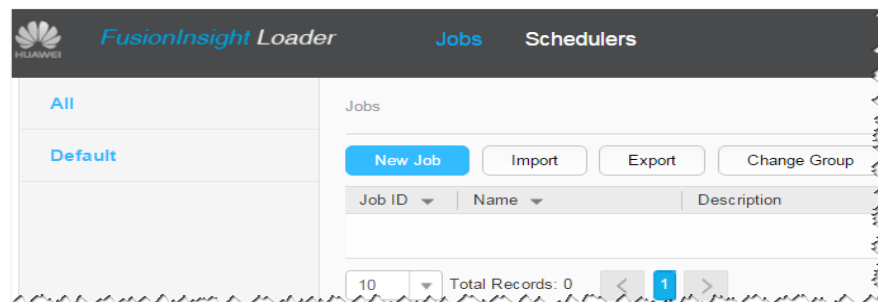 HUAWEI
FusionInsight Loader Jobs Schedulers
All
Default
Jobs
New Job Import Export Change Group
Job ID Name Description
10 Total Records: 0 < 1 >